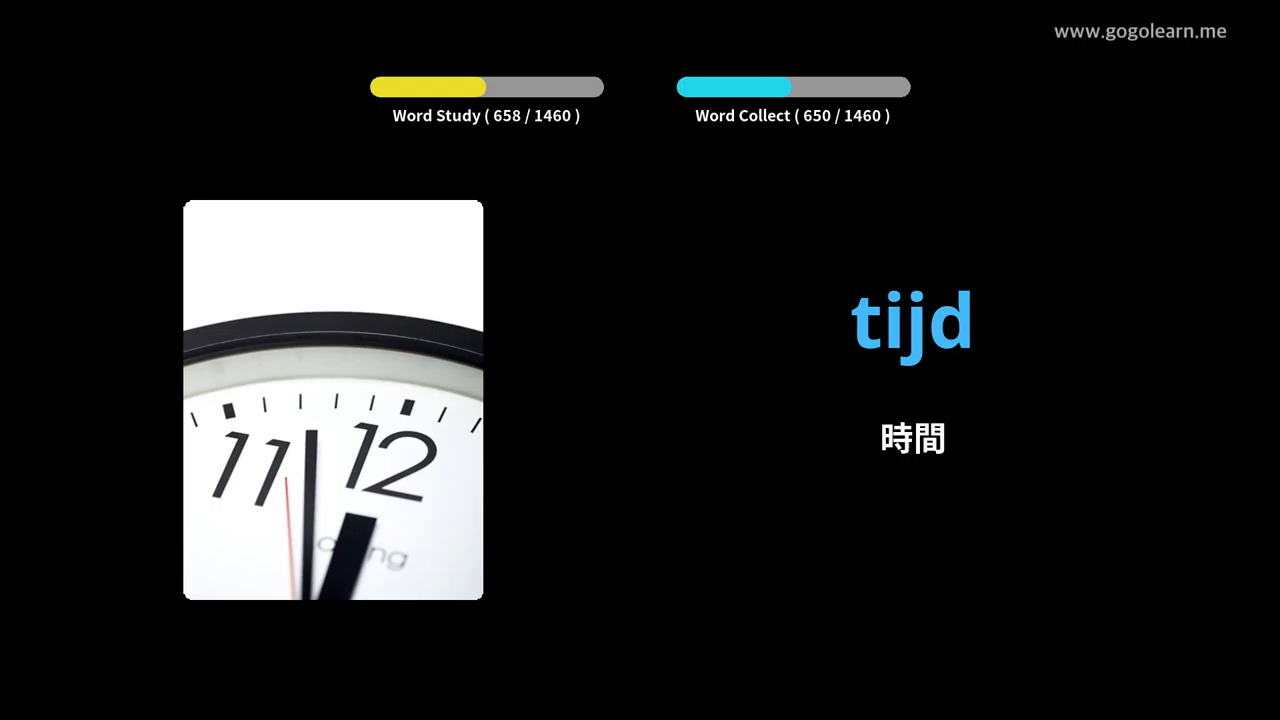 www.gogolearn.me
Word Study ( 658 / 1460 )
Word Collect ( 650 / 1460 )
tijd
時間
11 12